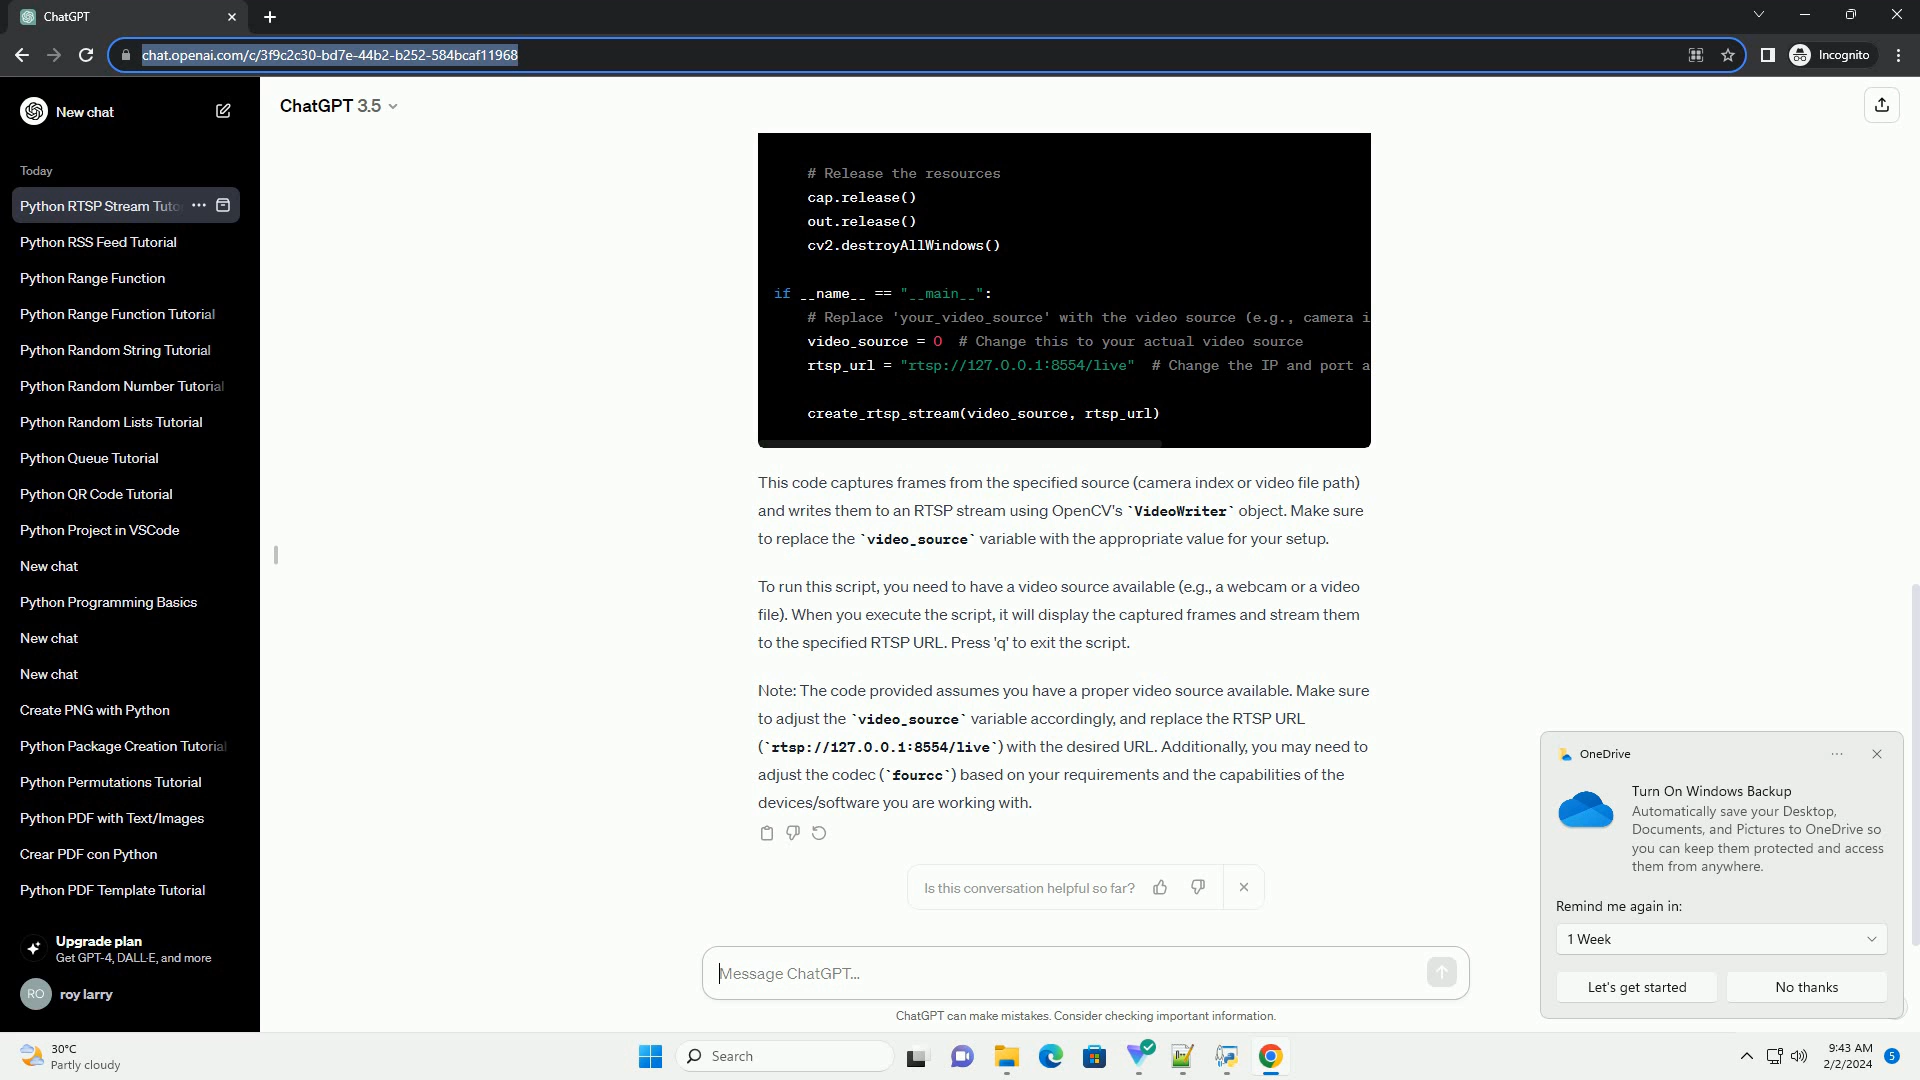 ChatGPT
chat.openai.com/c/3f9c2c30-bd7e-44b2-b252-584bcaf11968
Incognito
New chat
ChatGPT 3.5
Today
Python RTSP Stream Tuto
Python RSS Feed Tutorial
Python Range Function
Python Range Function Tutorial
Python Random String Tutorial
Python Random Number Tutorial
Python Random Lists Tutorial
Python Queue Tutorial
Python QR Code Tutorial
Python Project in VSCode
New chat
Python Programming Basics
New chat
New chat
Create PNG with Python
Python Package Creation Tutorial
Python Permutations Tutorial
Python PDF with Text/Images
Crear PDF con Python
Python PDF Template Tutorial
Upgrade plan
Get GPT-4, DALL·E, and more
RO
roy larry
# Release the resources
cap.release()
out.release()
cv2.destroyAllWindows()
if __name__ == "__main__":
# Replace 'your_video_source' with the video source (e.g., camera i
video_source = 0  # Change this to your actual video source
rtsp_url = "rtsp://127.0.0.1:8554/live"  # Change the IP and port a
create_rtsp_stream(video_source, rtsp_url)
This code captures frames from the specified source (camera index or video file path)
and writes them to an RTSP stream using OpenCV's `VideoWriter` object. Make sure
to replace the `video_source` variable with the appropriate value for your setup.
To run this script, you need to have a video source available (e.g., a webcam or a video
file). When you execute the script, it will display the captured frames and stream them
to the specified RTSP URL. Press 'q' to exit the script.
Note: The code provided assumes you have a proper video source available. Make sure
to adjust the `video_source` variable accordingly, and replace the RTSP URL
(`rtsp://127.0.0.1:8554/live`) with the desired URL. Additionally, you may need to
adjust the codec (`fourcc`) based on your requirements and the capabilities of the
devices/software you are working with.
Is this conversation helpful so far?
Message ChatGPT...
ChatGPT can make mistakes. Consider checking important information.
OneDrive
Turn On Windows Backup
Automatically save your Desktop,
Documents, and Pictures to OneDrive so
you can keep them protected and access
them from anywhere.
Remind me again in:
1 Week
Let's get started
No thanks
30°C
Partly cloudy
Search
9:43 AM
2/2/2024
5